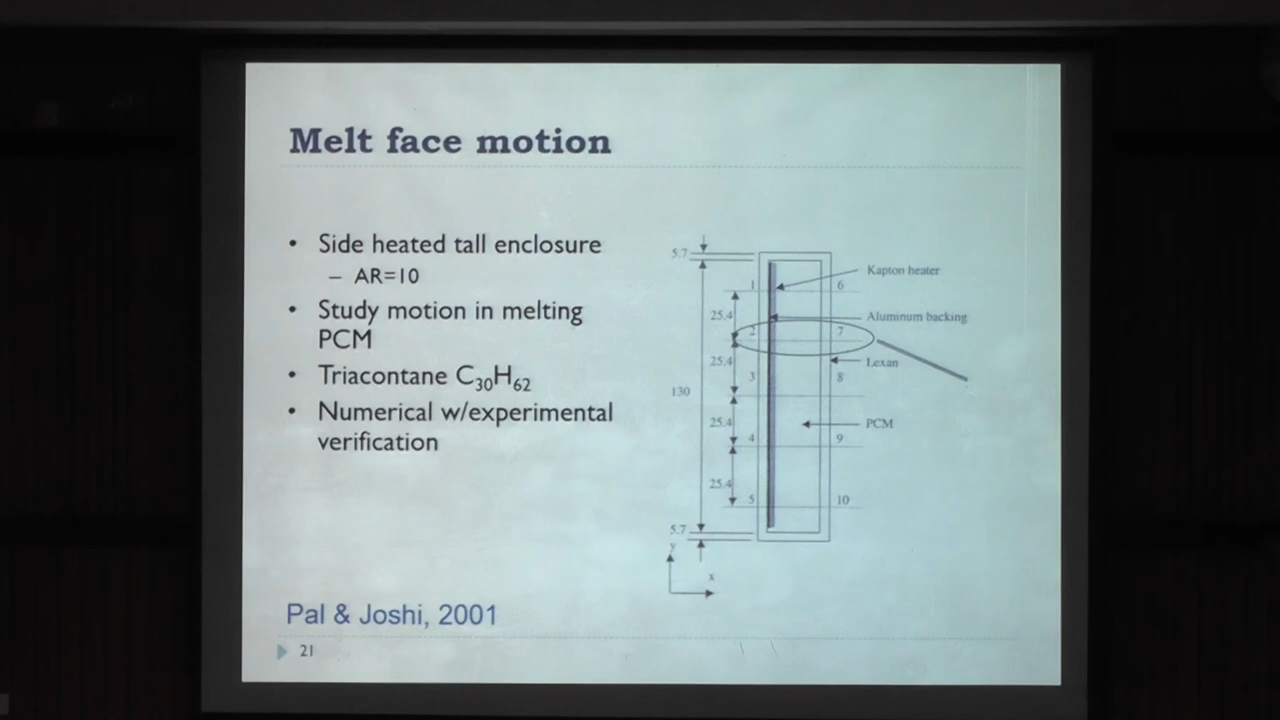 Melt face motion
• Side heated tall enclosure
– AR=10
• Study motion in melting
PCM
• Triacontane C30H62
• Numerical w/experimental
verification
5.7
Kapton heater
1
6
25.4
Aluminum backing
2
7
25.4
Lexan
3
8
130
25.4
PCM
4
9
25.4
5
10
5.7
y
x
Pal & Joshi, 2001
21